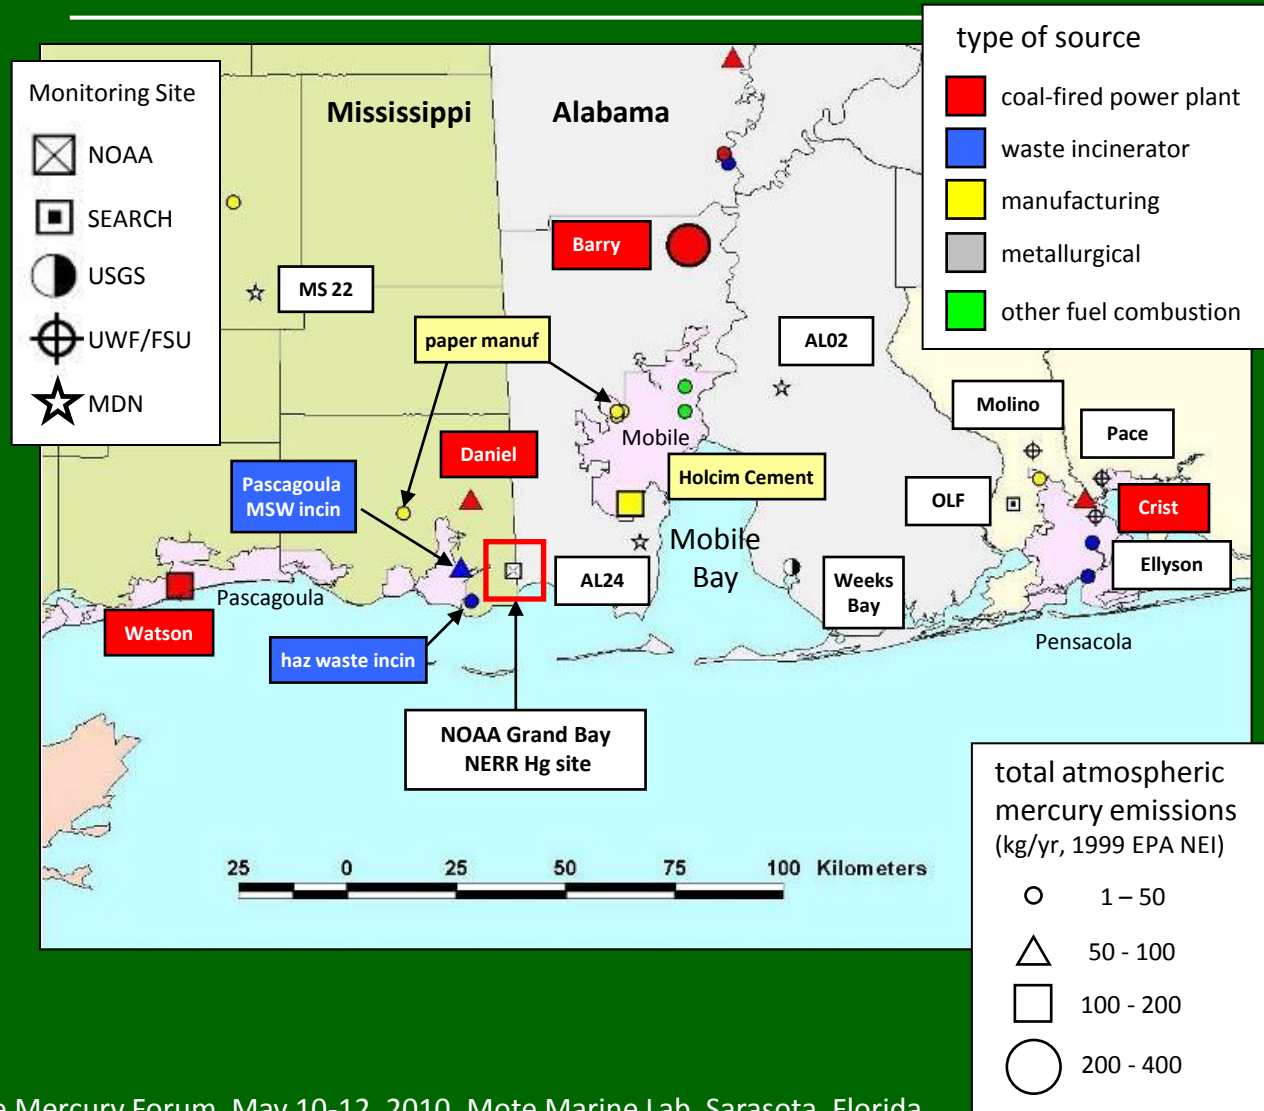 type of source
coal-fired power plant
waste incinerator
manufacturing
metallurgical
other fuel combustion
Monitoring Site
NOAA
SEARCH
USGS
UWF/FSU
MDN
Mississippi
Alabama
Barry
MS 22
paper manuf
AL02
Molino
Pace
Mobile
Daniel
Holcim Cement
Pascagoula
MSW incin
OLF
Crist
Mobile
Bay
Ellyson
AL24
Weeks
Bay
Pascagoula
Watson
haz waste incin
Pensacola
NOAA Grand Bay
NERR Hg site
25 0 25 50 75 100 Kilometers
total atmospheric
mercury emissions
(kg/yr, 1999 EPA NEI)
1 – 50
50 - 100
100 - 200
200 - 400
Mercury Forum, May 10-12, 2010, Mote Marine Lab, Sarasota, Florida